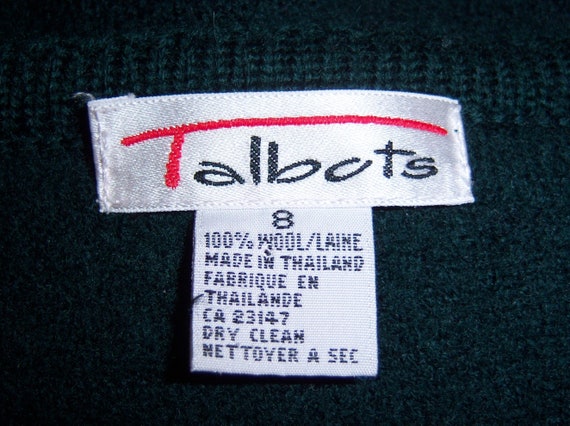 Talbots
8
100% WOOL/LAINE
MADE IN THAILAND
FABRIQUE EN
THAILANDE
CA 23147
DRY CLEAN
NETTOYER A SEC